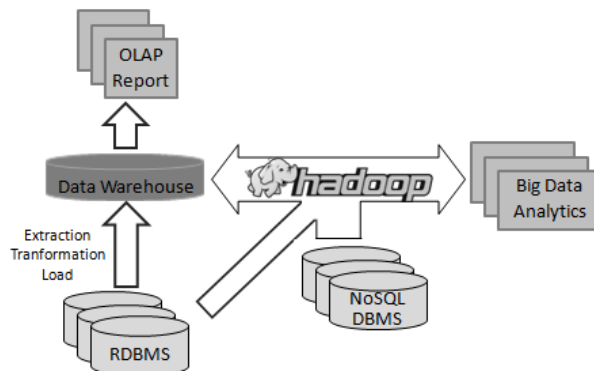 OLAP
Report
Data Warehouse
hadoop
Big Data
Analytics
Extraction
Tranformation
Load
NoSQL
DBMS
RDBMS